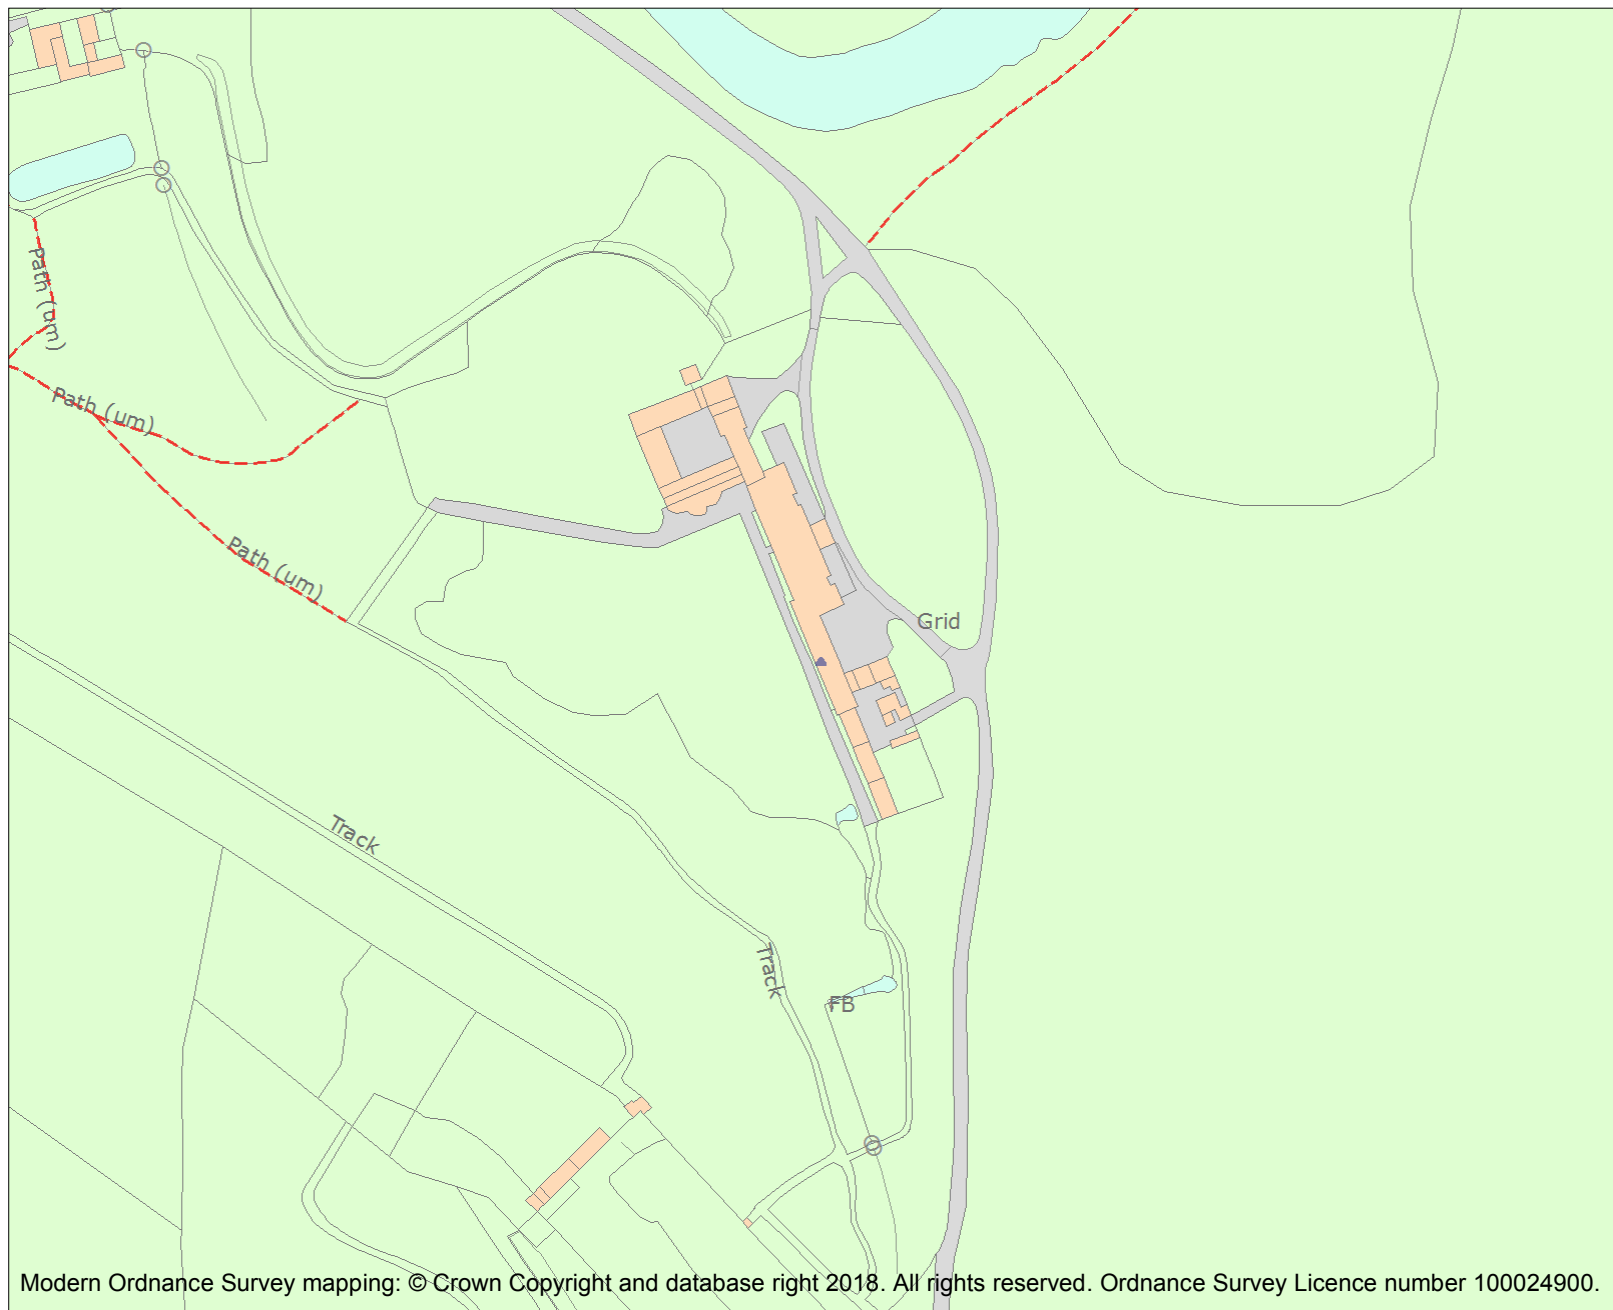 Path (um)
Path (um)
Path (um)
Grid
Track
Track
FB
Modern Ordnance Survey mapping: © Crown Copyright and database right 2018. All rights reserved. Ordnance Survey Licence number 100024900.